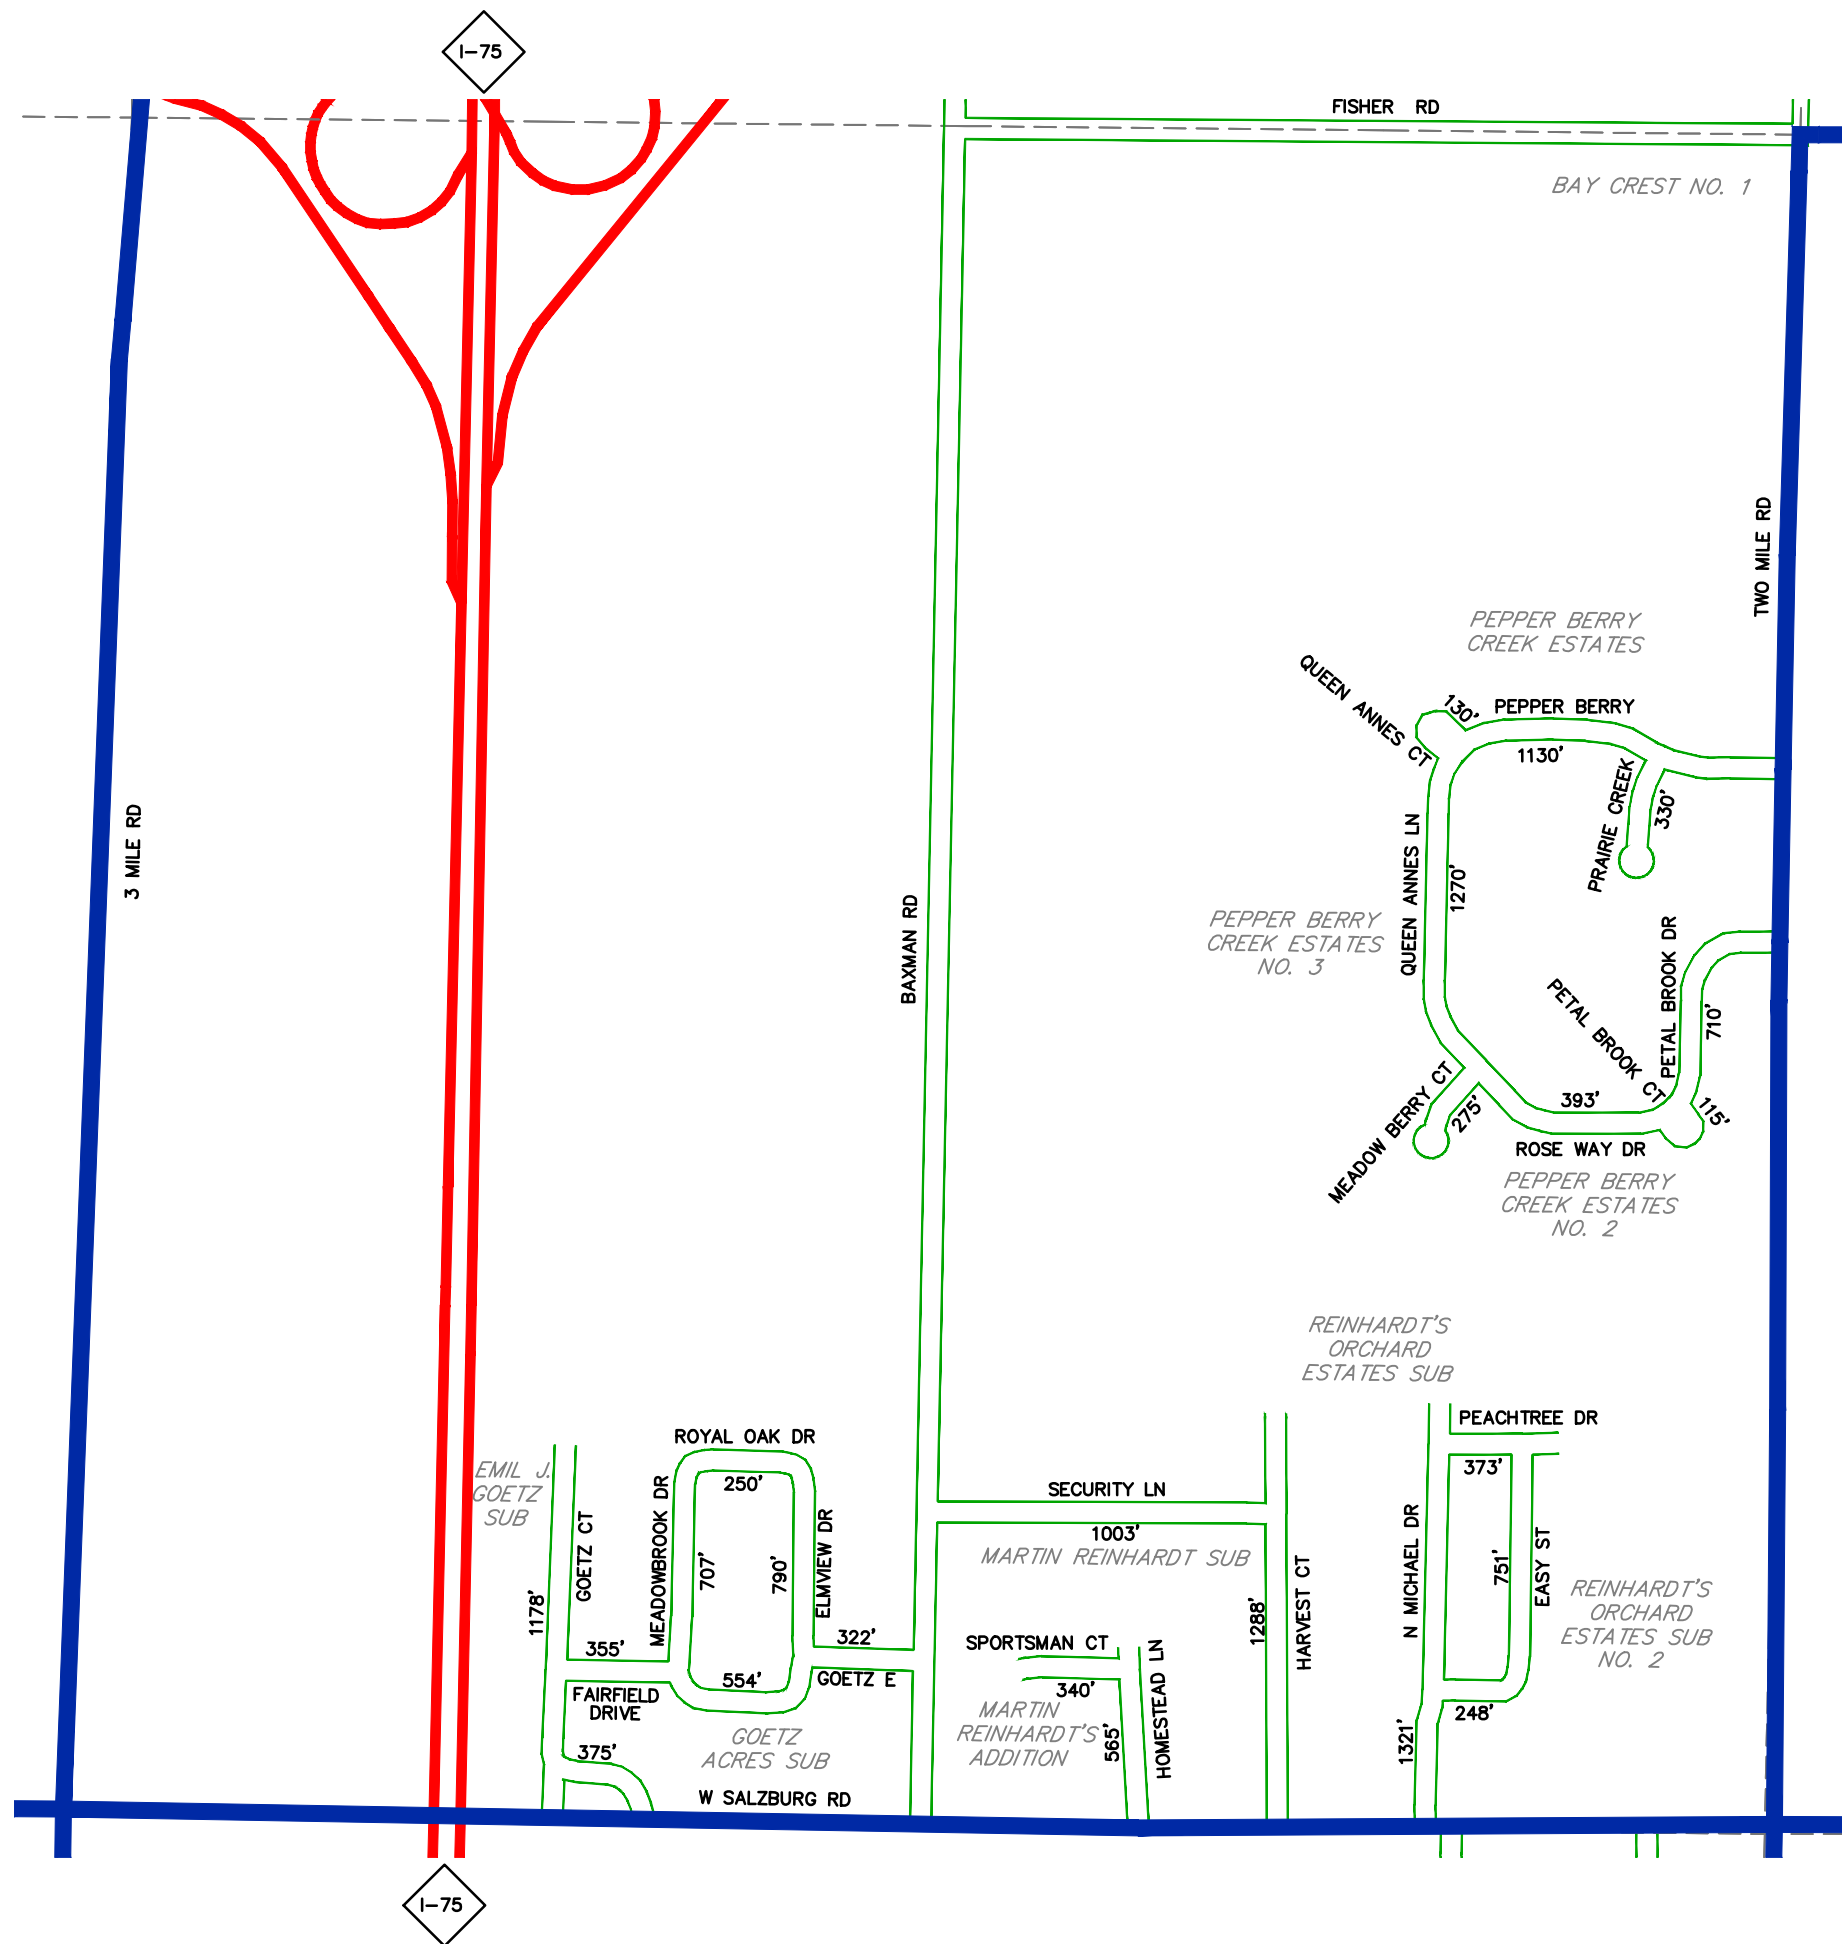 I-75
FISHER RD
BAY CREST NO. 1
TWO MILE RD
PEPPER BERRY
CREEK ESTATES
QUEEN ANNES CT
130'
PEPPER BERRY
1130'
PRAIRIE CREEK
330'
3 MILE RD
QUEEN ANNES LN
1270'
BAXMAN RD
PEPPER BERRY
CREEK ESTATES
NO. 3
PETAL BROOK DR
710'
PETAL BROOK CT
115'
MEADOW BERRY CT
275'
393'
ROSE WAY DR
PEPPER BERRY
CREEK ESTATES
NO. 2
REINHARDT'S
ORCHARD
ESTATES SUB
PEACHTREE DR
373'
ROYAL OAK DR
250'
EMIL J.
GOETZ
SUB
GOETZ CT
1178'
MEADOWBROOK DR
707'
790'
ELMVIEW DR
SECURITY LN
1003'
MARTIN REINHARDT SUB
1288'
HARVEST CT
N MICHAEL DR
751'
EASY ST
REINHARDT'S
ORCHARD
ESTATES SUB
NO. 2
355'
322'
SPORTSMAN CT
340'
HOMESTEAD LN
565'
554'
GOETZ E
FAIRFIELD
DRIVE
MARTIN
REINHARDT'S
ADDITION
248'
1321'
GOETZ
ACRES SUB
375'
W SALZBURG RD
I-75